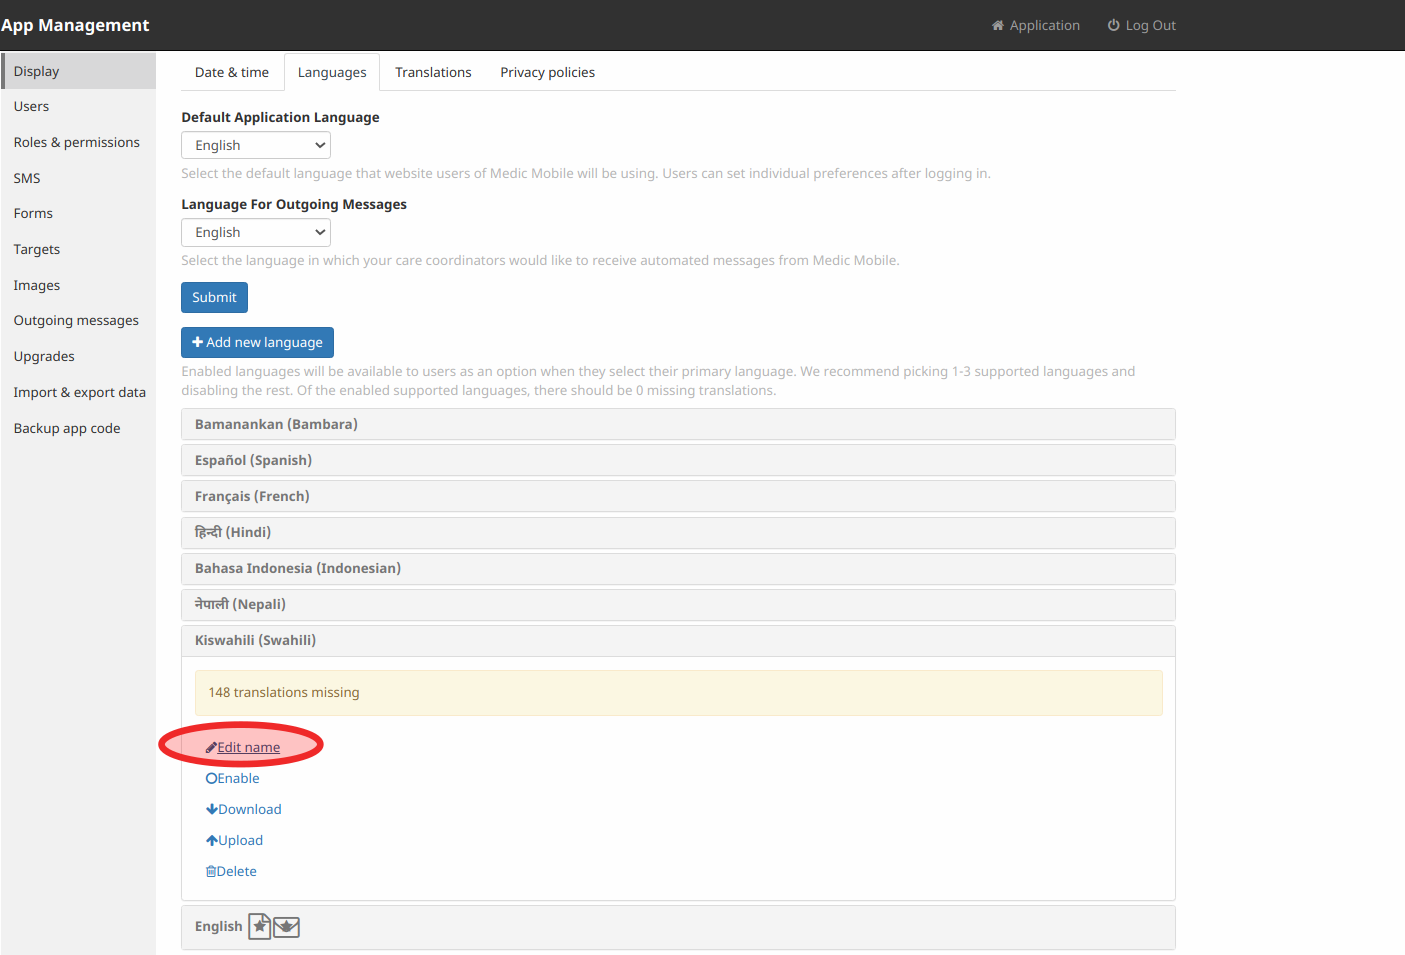 App Management
Application
Log Out
Display
Users
Roles & permissions
SMS
Forms
Targets
Images
Outgoing messages
Upgrades
Import & export data
Backup app code
Date & time
Languages
Translations
Privacy policies
Default Application Language
English
Select the default language that website users of Medic Mobile will be using. Users can set individual preferences after logging in.
Language For Outgoing Messages
English
Select the language in which your care coordinators would like to receive automated messages from Medic Mobile.
Submit
Add new language
Enabled languages will be available to users as an option when they select their primary language. We recommend picking 1-3 supported languages and
disabling the rest. Of the enabled supported languages, there should be 0 missing translations.
Bamanankan (Bambara)
Español (Spanish)
Français (French)
हिन्दी (Hindi)
Bahasa Indonesia (Indonesian)
नेपाली (Nepali)
Kiswahili (Swahili)
148 translations missing
Edit name
Enable
Download
Upload
Delete
English